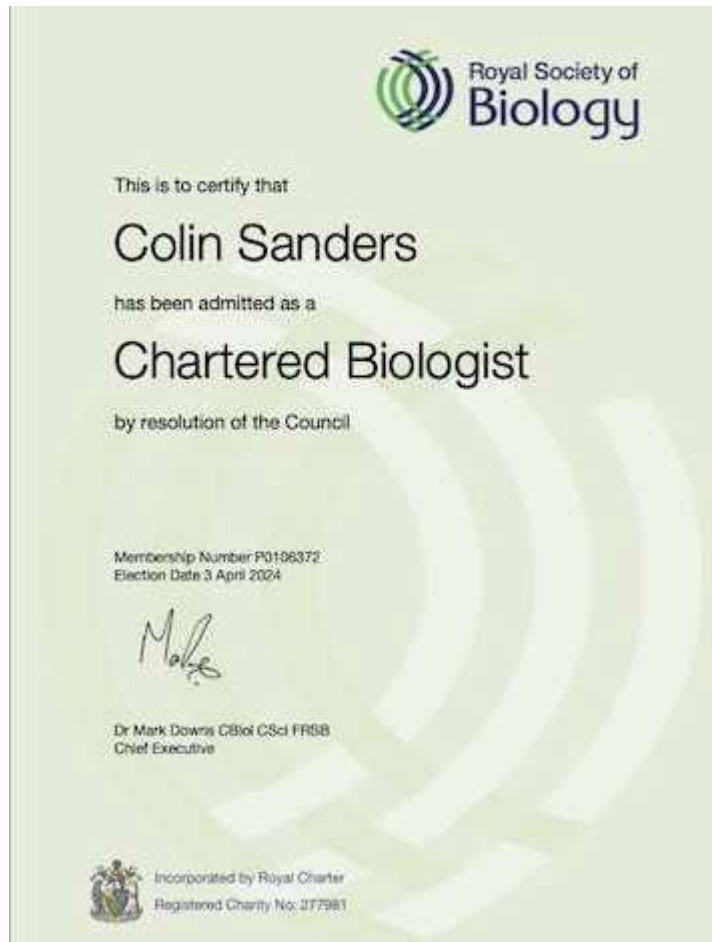 Royal Society of
Biology
This is to certify that
Colin Sanders
has been admitted as a
Chartered Biologist
by resolution of the Council
Membership Number P0106372
Election Date 3 April 2024
Dr Mark Downs CBiol CSci FRSB
Chief Executive
Incorporated by Royal Charter
Registered Charity No: 277981